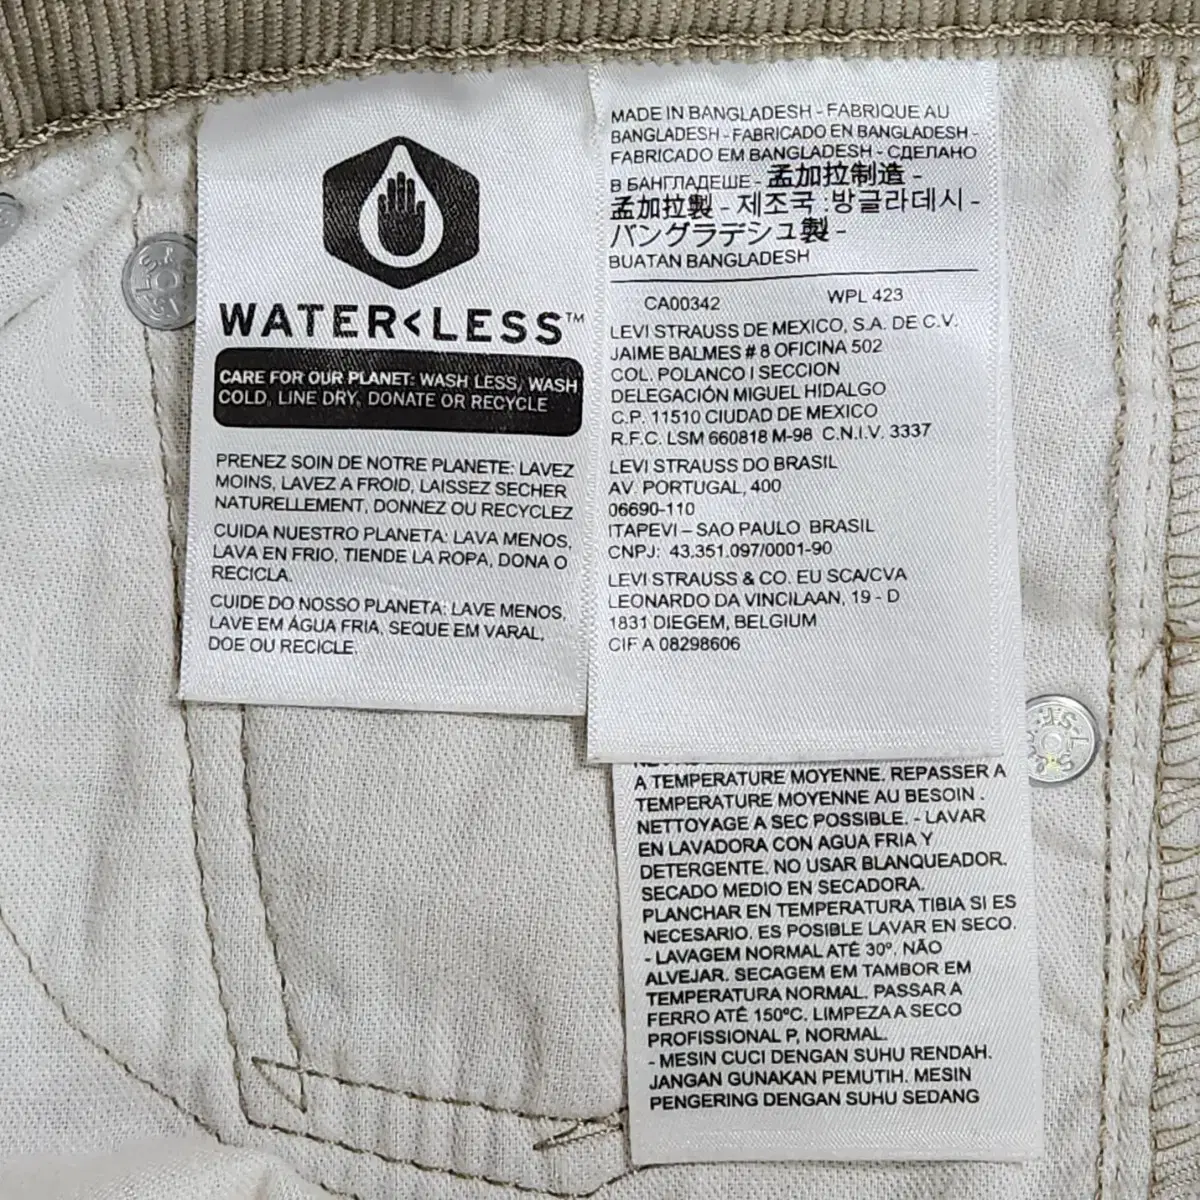 WATER<LESS™
CARE FOR OUR PLANET: WASH LESS, WASH
COLD, LINE DRY, DONATE OR RECYCLE
PRENEZ SOIN DE NOTRE PLANETE: LAVEZ
MOINS, LAVEZ A FROID, LAISSEZ SECHER
NATURELLEMENT, DONNEZ OU RECYCLEZ
CUIDA NUESTRO PLANETA: LAVA MENOS,
LAVA EN FRIO, TIENDE LA ROPA, DONA O
RECICLA.
CUIDE DO NOSSO PLANETA: LAVE MENOS,
LAVE EM ÁGUA FRIA, SEQUE EM VARAL,
DOE OU RECICLE.
MADE IN BANGLADESH - FABRIQUE AU
BANGLADESH - FABRICADO EN BANGLADESH -
FABRICADO EM BANGLADESH - СДЕЛАНО
В БАНГЛАДЕШЕ - 孟加拉制造 -
孟加拉製 - 제조국 :방글라데시 -
バングラデシュ製 -
BUATAN BANGLADESH
CA00342 WPL 423
LEVI STRAUSS DE MEXICO, S.A. DE C.V.
JAIME BALMES # 8 OFICINA 502
COL. POLANCO I SECCION
DELEGACIÓN MIGUEL HIDALGO
C.P. 11510 CIUDAD DE MEXICO
R.F.C. LSM 660818 M-98 C.N.I.V. 3337
LEVI STRAUSS DO BRASIL
AV. PORTUGAL, 400
06690-110
ITAPEVI – SAO PAULO BRASIL
CNPJ: 43.351.097/0001-90
LEVI STRAUSS & CO. EU SCA/CVA
LEONARDO DA VINCILAAN, 19 - D
1831 DIEGEM, BELGIUM
CIF A 08298606
A TEMPERATURE MOYENNE. REPASSER A
TEMPERATURE MOYENNE AU BESOIN .
NETTOYAGE A SEC POSSIBLE. - LAVAR
EN LAVADORA CON AGUA FRIA Y
DETERGENTE. NO USAR BLANQUEADOR.
SECADO MEDIO EN SECADORA.
PLANCHAR EN TEMPERATURA TIBIA SI ES
NECESARIO. ES POSIBLE LAVAR EN SECO.
- LAVAGEM NORMAL ATÉ 30º. NÃO
ALVEJAR. SECAGEM EM TAMBOR EM
TEMPERATURA NORMAL. PASSAR A
FERRO ATÉ 150ºC. LIMPEZA A SECO
PROFISSIONAL P, NORMAL.
- MESIN CUCI DENGAN SUHU RENDAH.
JANGAN GUNAKAN PEMUTIH. MESIN
PENGERING DENGAN SUHU SEDANG